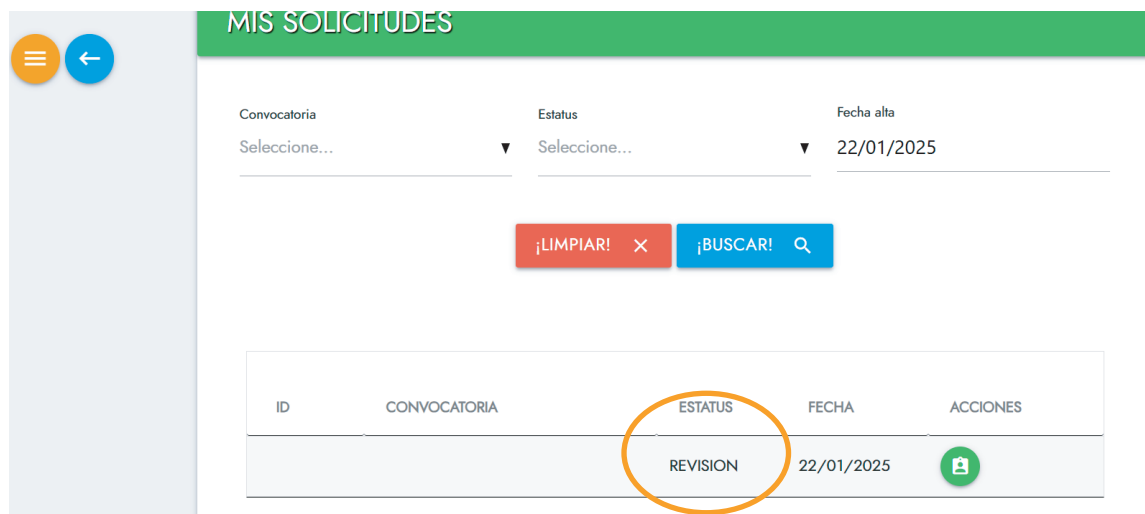 MIS SOLICITUDES
Convocatoria Estatus Fecha alta
Seleccione... Seleccione... 22/01/2025
¡LIMPIAR! ¡BUSCAR!
ID CONVOCATORIA ESTATUS FECHA ACCIONES
REVISION 22/01/2025